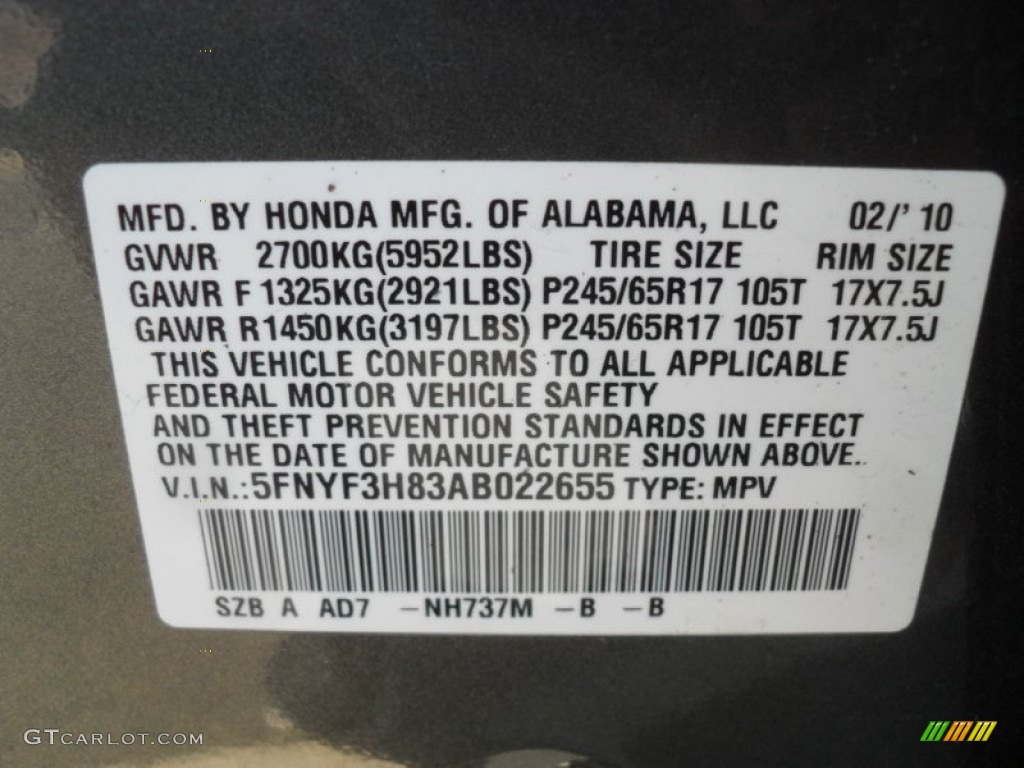 MFD. BY HONDA MFG. OF ALABAMA, LLC 02/' 10
GVWR 2700KG(5952LBS) TIRE SIZE RIM SIZE
GAWR F 1325KG(2921LBS) P245/65R17 105T 17X7.5J
GAWR R1450KG(3197LBS) P245/65R17 105T 17X7.5J
THIS VEHICLE CONFORMS TO ALL APPLICABLE
FEDERAL MOTOR VEHICLE SAFETY
AND THEFT PREVENTION STANDARDS IN EFFECT
ON THE DATE OF MANUFACTURE SHOWN ABOVE.
V.I.N.:5FNYF3H83AB022655 TYPE: MPV
SZB A AD7 -NH737M -B -B
GTCARLOT.COM